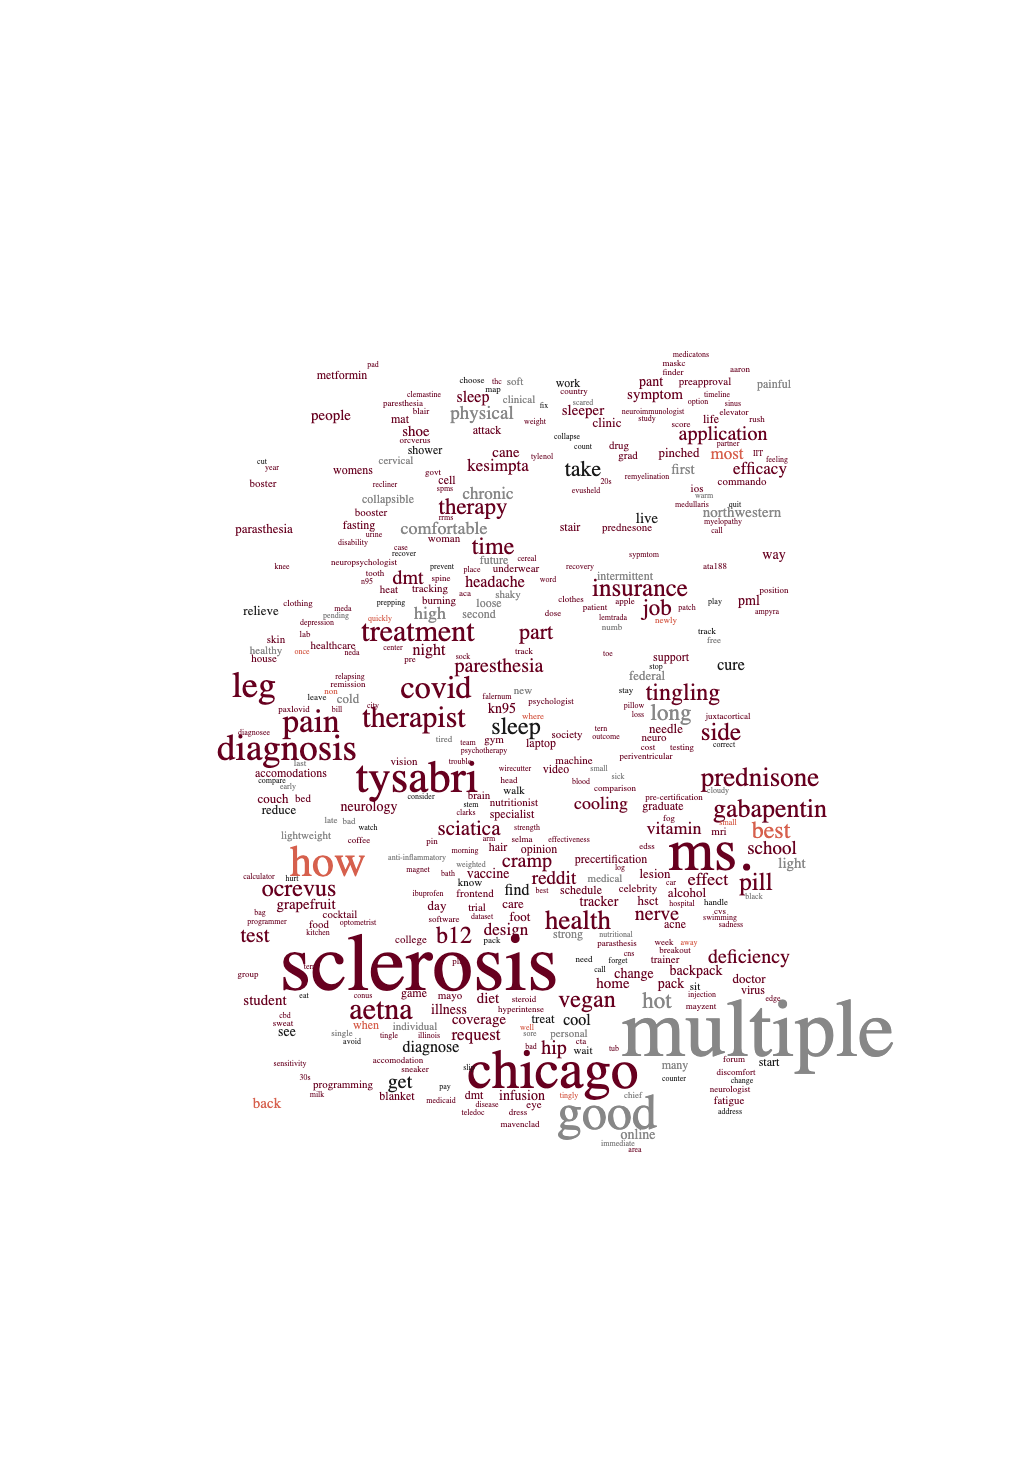 medicatons
maskc
pad
finder
aaron
metformin
choose
thc
soft
work
pant
preapproval
painful
map
country
clemastine
sleep
clinical
symptom
timeline
paresthesia
fix
scared
option
sinus
people
blair
physical
sleeper
neuroimmunologist
elevator
mat
weight
clinic
study
life
rush
orcverus
shoe
attack
score
application
collapse
partner
shower
cane
count
drug
pinched
most
IIT
cut
cervical
kesimpta
tylenol
grad
feeling
year
womens
govt
take
first
efficacy
boster
recliner
cell
remyelination
commando
spms
evusheld
20s
ios
collapsible
chronic
warm
medullaris
quit
booster
therapy
northwestern
rrms
live
myelopathy
parasthesia
fasting
comfortable
stair
prednesone
call
urine
woman
disability
case
time
recover
sypmtom
way
neuropsychologist
future
cereal
knee
prevent
place
underwear
recovery
ata188
tooth
dmt
spine
headache
word
intermittent
n95
heat
tracking
aca
insurance
position
clothing
prepping
burning
shaky
clothes
apple
patch
play
pml
relieve
meda
loose
patient
job
ampyra
pending
quickly
high
second
dose
lemtrada
newly
depression
numb
lab
treatment
part
track
skin
free
healthy
healthcare
center
night
track
house
once
neda
pre
sock
toe
support
cure
paresthesia
stop
relapsing
federal
leg
remission
covid
new
stay
tingling
non
leave
cold
falernum
psychologist
pillow
paxlovid
bill
city
therapist
kn95
where
loss
long
juxtacortical
pain
sleep
tern
needle
side
diagnosee
tired
team
gym
society
outcome
neuro
diagnosis
psychotherapy
laptop
cost
testing
correct
last
vision
trouble
machine
periventricular
accomodations
tysabri
wirecutter
video
small
compare
head
sick
prednisone
early
blood
comparison
cloudy
couch
bed
consider
brain
walk
pre-certification
reduce
neurology
stem
nutritionist
cooling
graduate
gabapentin
clarks
specialist
late
bad
fog
small
watch
sciatica
strength
vitamin
mri
best
lightweight
coffee
pin
arm
selma
effectiveness
edss
morning
hair
opinion
ms.
school
how
anti-inflammatory
cramp
precertification
light
magnet
weighted
log
calculator
hurt
bath
vaccine
reddit
medical
lesion
car
effect
pill
ocrevus
know
ibuprofen
frontend
find
best
schedule
celebrity
alcohol
black
grapefruit
tracker
hsct
hospital
handle
bag
cocktail
day
trial
care
cvs
programmer
food
optometrist
software
dataset
foot
health
nerve
swimming
kitchen
acne
sadness
test
college
b12
design
strong
nutritional
pack
parasthesis
week
away
sclerosis
breakout
deficiency
need
forget
cns
trainer
group
call
change
backpack
home
pack
sit
doctor
eat
conus
game
mayo
diet
steroid
vegan
hot
injection
virus
student
hyperintense
mayzent
edge
cbd
aetna
illness
multiple
sweat
when
individual
coverage
treat
cool
see
single
tingle
illinois
request
well
personal
avoid
sore
cta
diagnose
bad
hip
wait
tub
forum
sensitivity
accomodation
many
start
sneaker
chicago
discomfort
30s
counter
change
programming
get
pay
neurologist
milk
blanket
medicaid
dmt
infusion
tingly
chief
fatigue
back
disease
eye
good
address
teledoc
dress
mavenclad
online
immediate
area